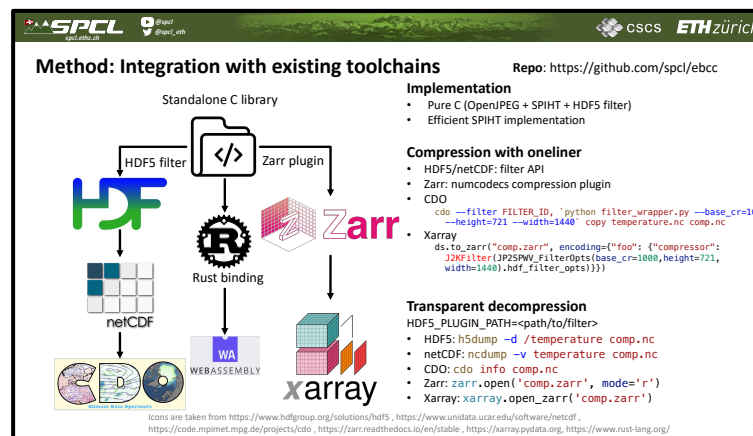 SPCL
spcl.ethz.ch
@spcl
@spcl_eth
CSCS
ETH zürich
Method: Integration with existing toolchains
Repo: https://github.com/spcl/ebcc
Standalone C library
</>
HDF5 filter
Zarr plugin
HDF
R
Zarr
Rust binding
netCDF
WA
WEBASSEMBLY
CDO
Climate Data Operators
xarray
Implementation
• Pure C (OpenJPEG + SPIHT + HDF5 filter)
• Efficient SPIHT implementation
Compression with oneliner
• HDF5/netCDF: filter API
• Zarr: numcodecs compression plugin
• CDO
cdo --filter FILTER_ID, `python filter_wrapper.py --base_cr=10
--height=721 --width=1440` copy temperature.nc comp.nc
• Xarray
ds.to_zarr("comp.zarr", encoding={"foo": {"compressor":
J2KFilter(JP2SPWV_FilterOpts(base_cr=1000,height=721,
width=1440).hdf_filter_opts)}})
Transparent decompression
HDF5_PLUGIN_PATH=<path/to/filter>
• HDF5: h5dump -d /temperature comp.nc
• netCDF: ncdump -v temperature comp.nc
• CDO: cdo info comp.nc
• Zarr: zarr.open('comp.zarr', mode='r’)
• Xarray: xarray.open_zarr('comp.zarr')
Icons are taken from https://www.hdfgroup.org/solutions/hdf5 , https://www.unidata.ucar.edu/software/netcdf ,
https://code.mpimet.mpg.de/projects/cdo , https://zarr.readthedocs.io/en/stable , https://xarray.pydata.org, https://www.rust-lang.org/